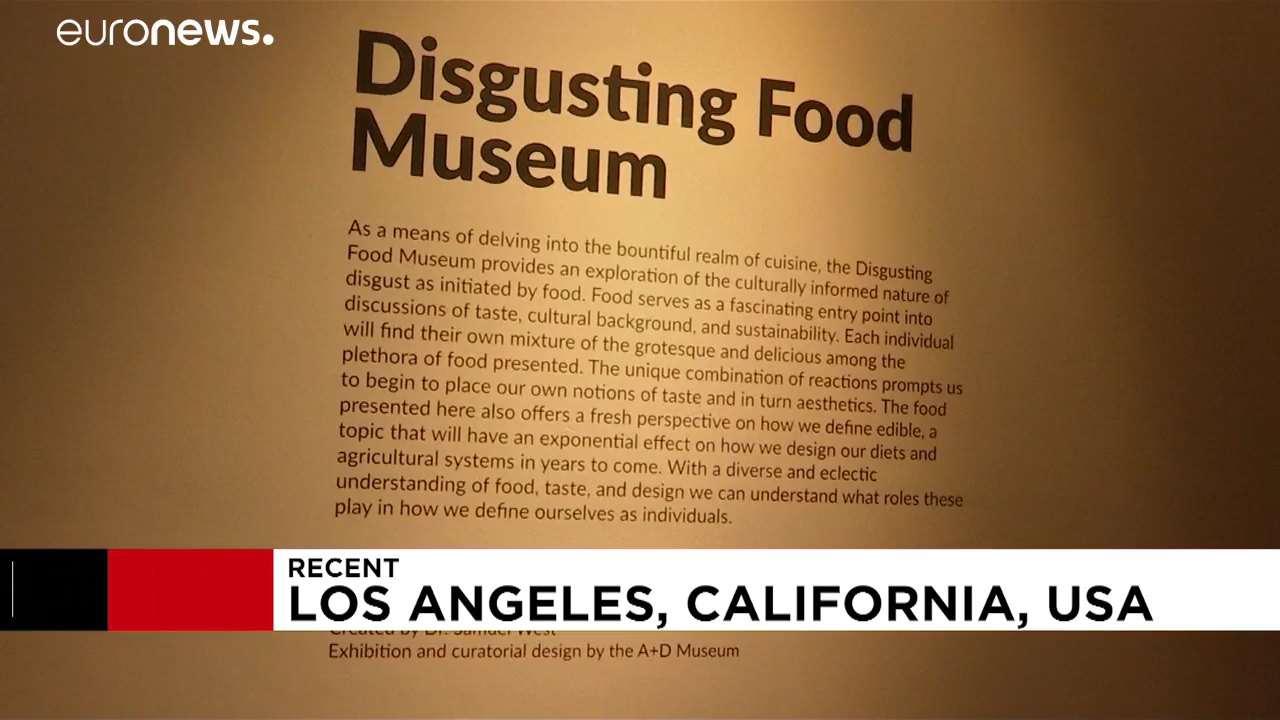 euronews.
Disgusting Food
Museum
As a means of delving into the bountiful realm of cuisine, the Disgusting
Food Museum provides an exploration of the culturally informed nature of
disgust as initiated by food. Food serves as a fascinating entry point into
discussions of taste, cultural background, and sustainability. Each individual
will find their own mixture of the grotesque and delicious among the
plethora of food presented. The unique combination of reactions prompts us
to begin to place our own notions of taste and in turn aesthetics. The food
presented here also offers a fresh perspective on how we define edible, a
topic that will have an exponential effect on how we design our diets and
agricultural systems in years to come. With a diverse and eclectic
understanding of food, taste, and design we can understand what roles these
play in how we define ourselves as individuals.
RECENT
LOS ANGELES, CALIFORNIA, USA
Created by Dr. Samuel West
Exhibition and curatorial design by the A+D Museum